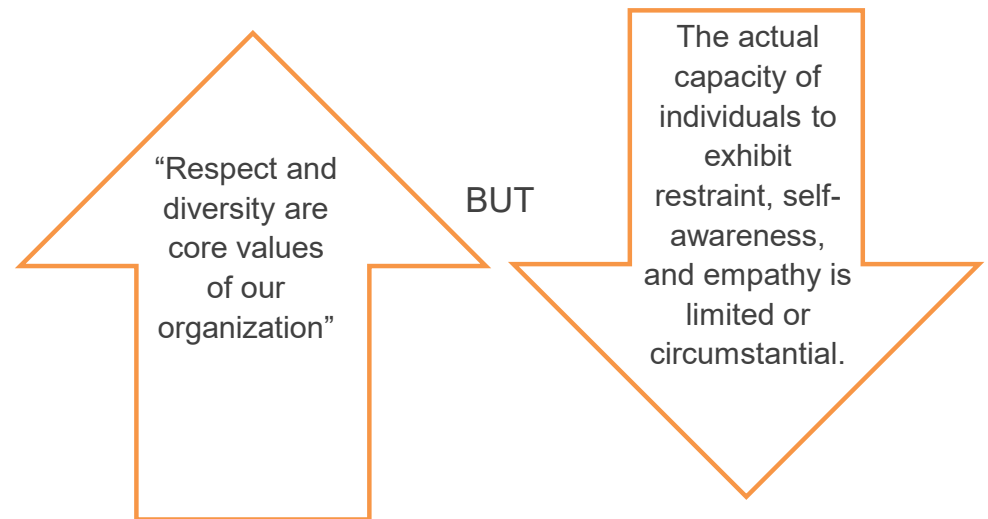 “Respect and
diversity are
core values
of our
organization”
BUT
The actual
capacity of
individuals to
exhibit
restraint, self-
awareness,
and empathy is
limited or
circumstantial.